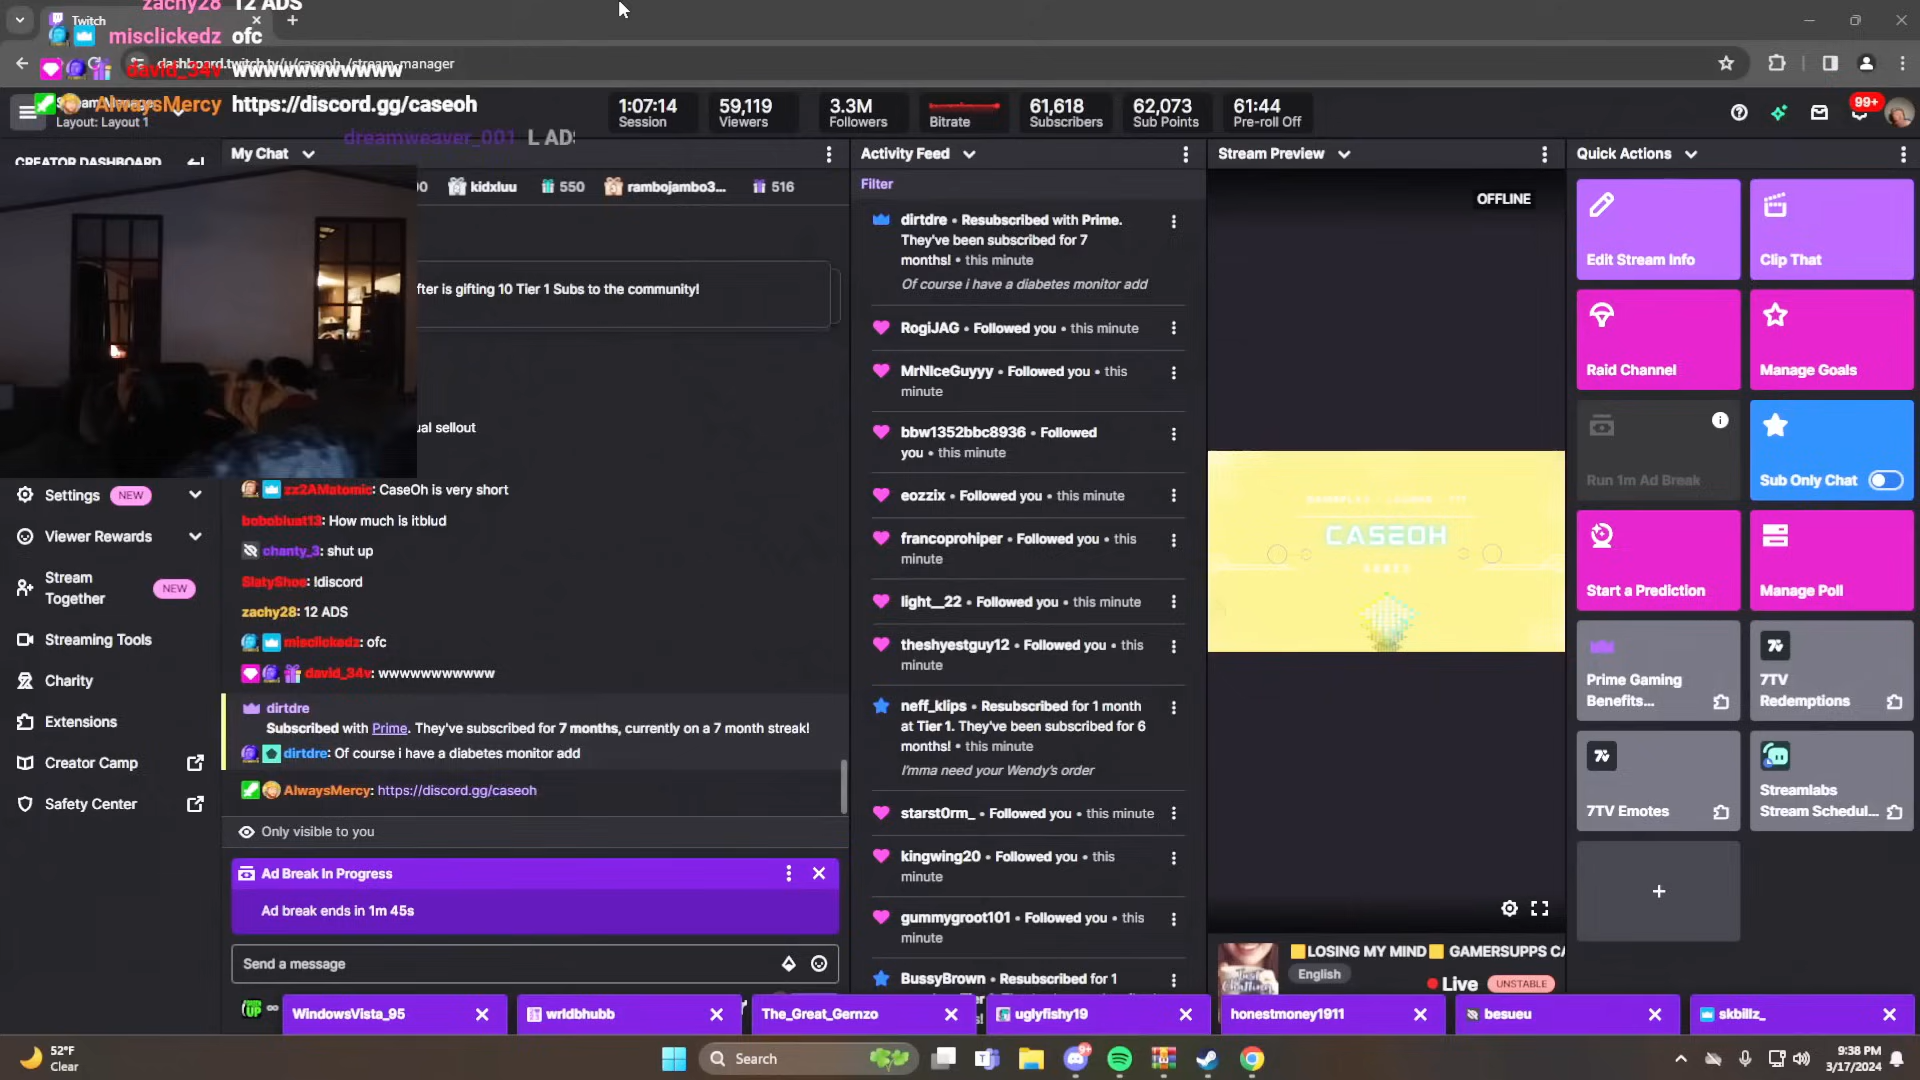 zachy28 12 ADS
Twitch
misclickedz ofc
dashboard.twitch.tv/u/caseoh_/stream-manager
david_34v wwwwwwwwwww
AlwaysMercy https://discord.gg/caseoh
Stream Manager
Layout: Layout 1
dreamweaver_001 L ADS
1:07:14
Session
59,119
Viewers
3.3M
Followers
Bitrate
61,618
Subscribers
62,073
Sub Points
61:44
Pre-roll Off
99+
CREATOR DASHBOARD
Settings NEW
Viewer Rewards
Stream
Together NEW
Streaming Tools
Charity
Extensions
Creator Camp
Safety Center
My Chat
kidxluu 550 rambojambo3... 516
fter is gifting 10 Tier 1 Subs to the community!
ual sellout
zz2AMatomic: CaseOh is very short
bobobluat13: How much is itblud
chanty_3: shut up
SlatyShoe: !discord
zachy28: 12 ADS
misclickedz: ofc
david_34v: wwwwwwwwwww
dirtdre
Subscribed with Prime. They've subscribed for 7 months, currently on a 7 month streak!
dirtdre: Of course i have a diabetes monitor add
AlwaysMercy: https://discord.gg/caseoh
Only visible to you
Ad Break In Progress
Ad break ends in 1m 45s
Send a message
Activity Feed
Filter
dirtdre • Resubscribed with Prime.
They've been subscribed for 7
months! • this minute
Of course i have a diabetes monitor add
RogiJAG • Followed you • this minute
MrNIceGuyyy • Followed you • this
minute
bbw1352bbc8936 • Followed
you • this minute
eozzix • Followed you • this minute
francoprohiper • Followed you • this
minute
light__22 • Followed you • this minute
theshyestguy12 • Followed you • this
minute
neff_klips • Resubscribed for 1 month
at Tier 1. They've been subscribed for 6
months! • this minute
I'mma need your Wendy's order
starst0rm_ • Followed you • this minute
kingwing20 • Followed you • this
minute
gummygroot101 • Followed you • this
minute
BussyBrown • Resubscribed for 1
Stream Preview
OFFLINE
CASEOH
GAMES
LOSING MY MIND GAMERSUPPS CA
English
Live UNSTABLE
Quick Actions
Edit Stream Info
Clip That
Raid Channel
Manage Goals
Run 1m Ad Break
Sub Only Chat
Start a Prediction
Manage Poll
Prime Gaming
Benefits...
7TV
Redemptions
7TV Emotes
Streamlabs
Stream Schedul...
+
WindowsVista_95
wrldbhubb
The_Great_Gernzo
uglyfishy19
honestmoney1911
besueu
skbillz_
52°F
Clear
Search
9:38 PM
3/17/2024